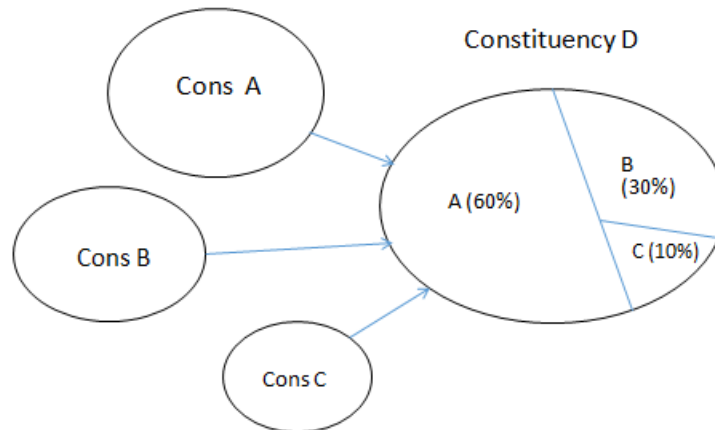 Constituency D
Cons A
B
(30%)
A (60%)
C (10%)
Cons B
Cons C